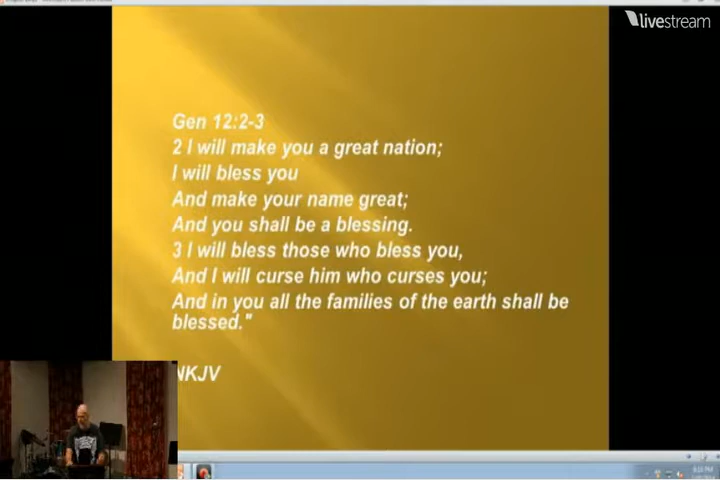 livestream
Gen 12:2-3
2 I will make you a great nation;
I will bless you
And make your name great;
And you shall be a blessing.
3 I will bless those who bless you,
And I will curse him who curses you;
And in you all the families of the earth shall be
blessed."
NKJV